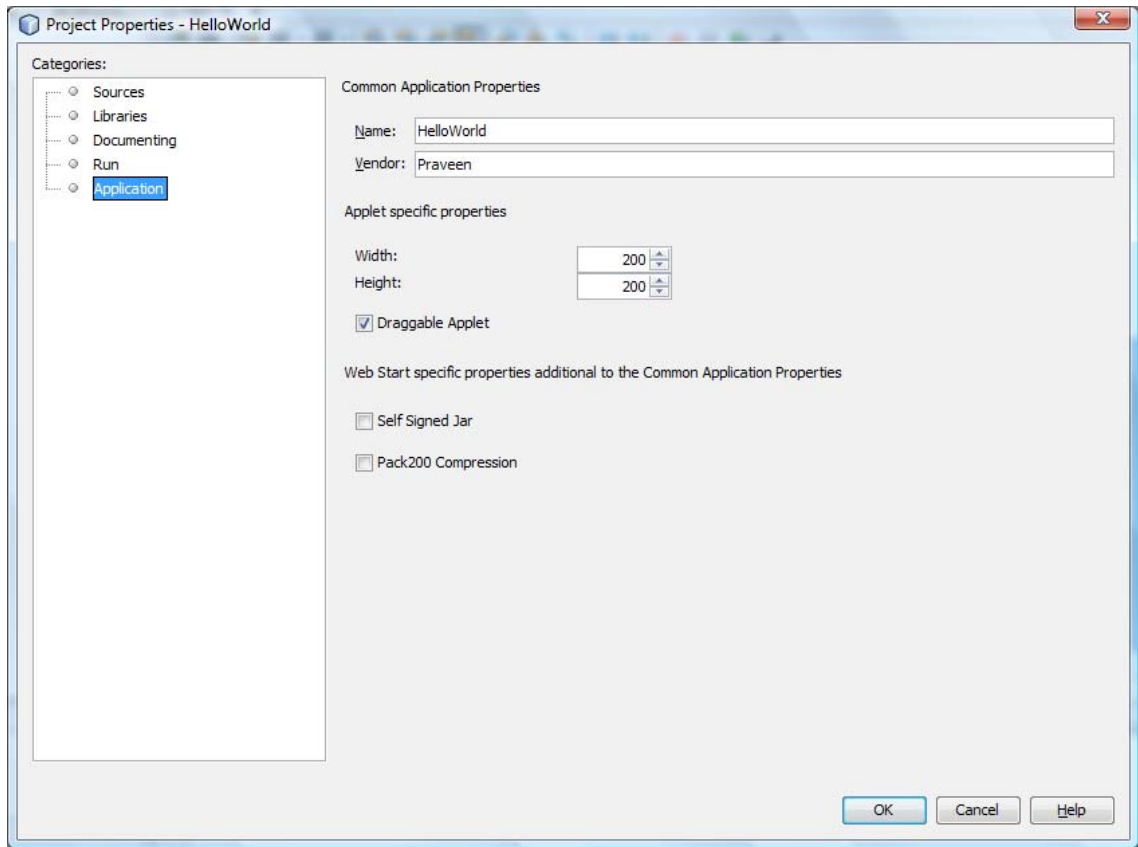 Project Properties - HelloWorld
Categories:
Sources
Libraries
Documenting
Run
Application
Common Application Properties
Name: HelloWorld
Vendor: Praveen
Applet specific properties
Width: 200
Height: 200
Draggable Applet
Web Start specific properties additional to the Common Application Properties
Self Signed Jar
Pack200 Compression
OK Cancel Help